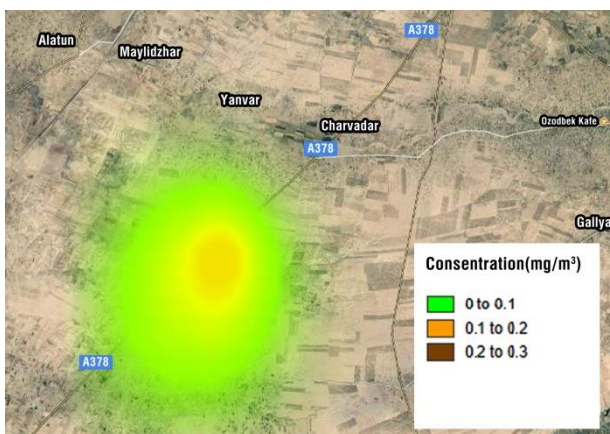 A378
Alatun
Maylidzhar
Yanvar
Charvadar
Ozodbek Kafe
A378
Gallya
Consentration(mg/m³)
0 to 0.1
0.1 to 0.2
0.2 to 0.3
A378